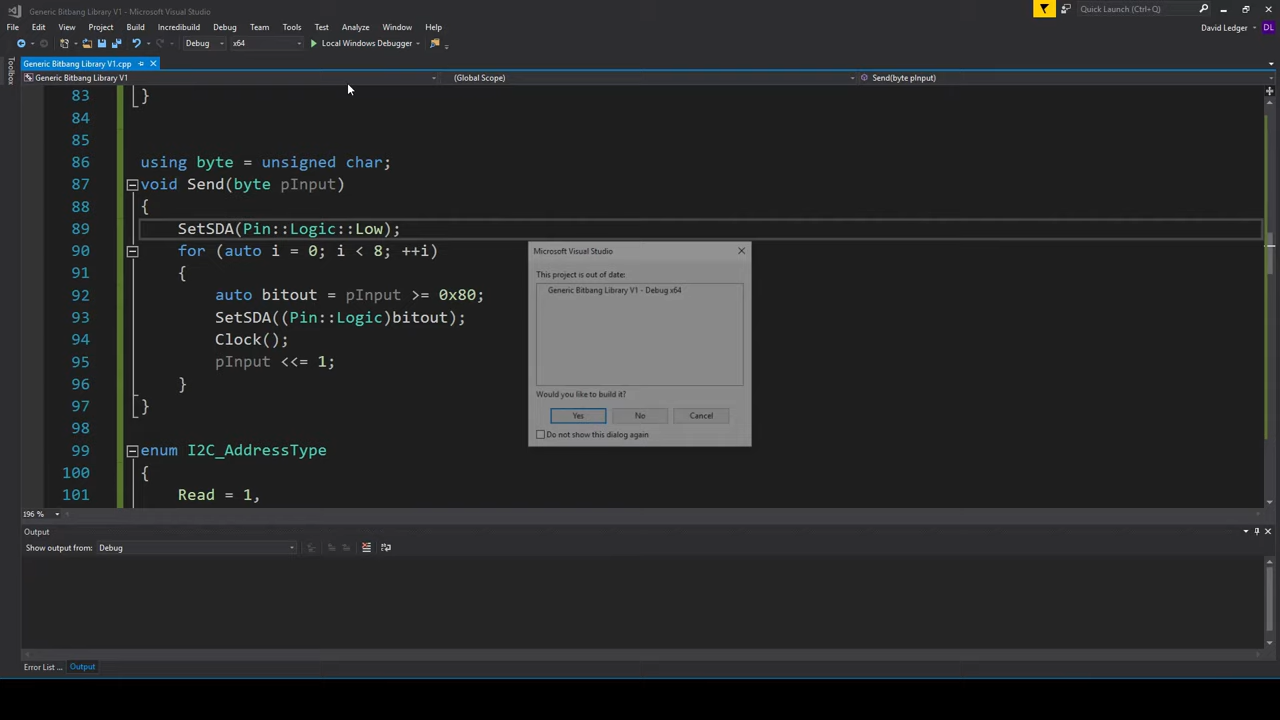 Generic Bitbang Library V1 - Microsoft Visual Studio
Quick Launch (Ctrl+Q)
File Edit View Project Build Incredibuild Debug Team Tools Test Analyze Window Help
David Ledger DL
Debug x64 Local Windows Debugger
Toolbox
Generic Bitbang Library V1.cpp
Generic Bitbang Library V1 (Global Scope) Send(byte pInput)
83 }
84
85
86 using byte = unsigned char;
87 void Send(byte pInput)
88 {
89 SetSDA(Pin::Logic::Low);
90 for (auto i = 0; i < 8; ++i)
91 {
92 auto bitout = pInput >= 0x80;
93 SetSDA((Pin::Logic)bitout);
94 Clock();
95 pInput <<= 1;
96 }
97 }
98
99 enum I2C_AddressType
100 {
101 Read = 1,
Microsoft Visual Studio
This project is out of date:
Generic Bitbang Library V1 - Debug x64
Would you like to build it?
Yes No Cancel
Do not show this dialog again
196 %
Output
Show output from: Debug
Error List ... Output